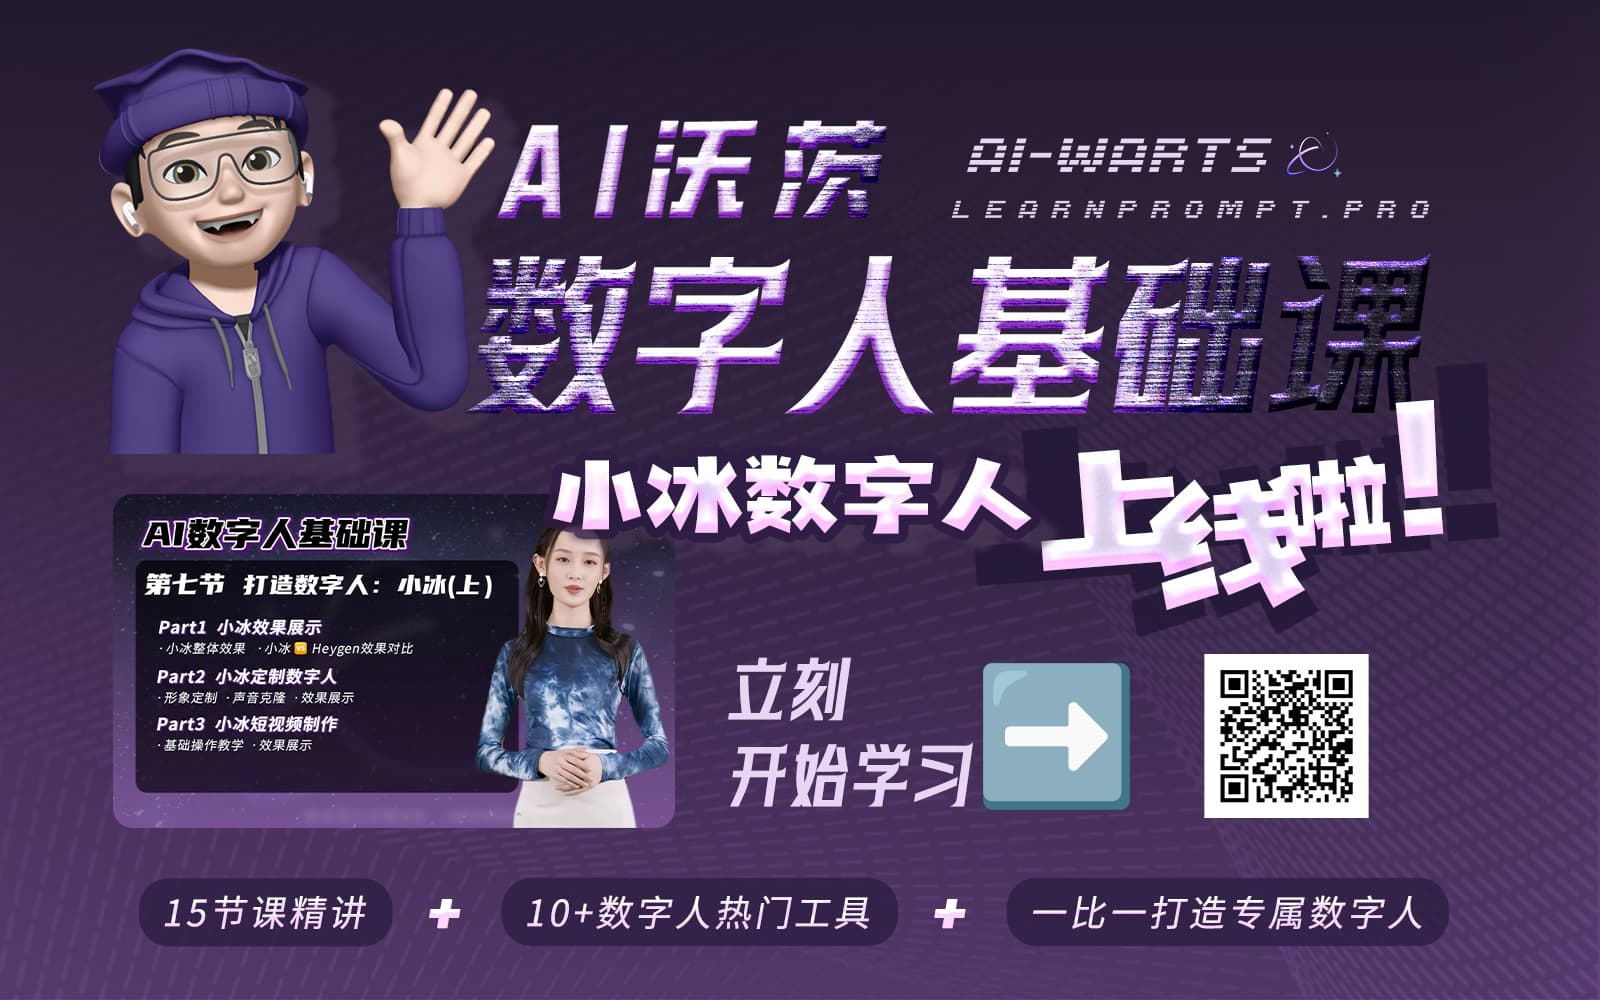 AI沃茨
AI-WARTS
LEARNPROMPT.PRO
数字人基础课
小冰数字人上线啦!
AI数字人基础课
第七节 打造数字人：小冰(上)
Part1 小冰效果展示
·小冰整体效果 ·小冰🆚Heygen效果对比
Part2 小冰定制数字人
·形象定制 ·声音克隆 ·效果展示
Part3 小冰短视频制作
·基础操作教学 ·效果展示
立刻
开始学习
15节课精讲 + 10+数字人热门工具 + 一比一打造专属数字人